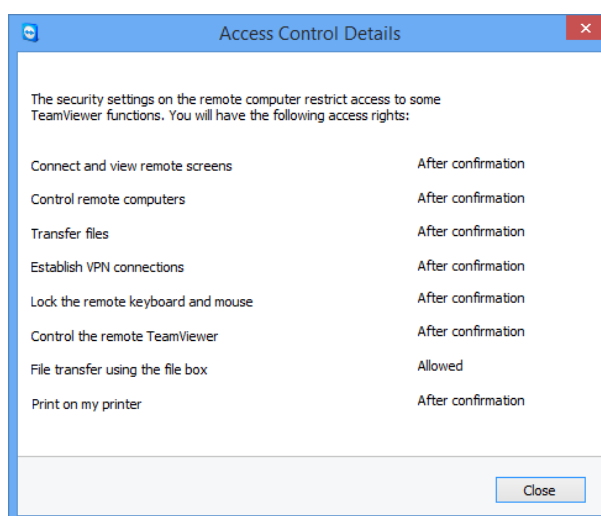 Access Control Details
The security settings on the remote computer restrict access to some
TeamViewer functions. You will have the following access rights:
Connect and view remote screens After confirmation
Control remote computers After confirmation
Transfer files After confirmation
Establish VPN connections After confirmation
Lock the remote keyboard and mouse After confirmation
Control the remote TeamViewer After confirmation
File transfer using the file box Allowed
Print on my printer After confirmation
Close